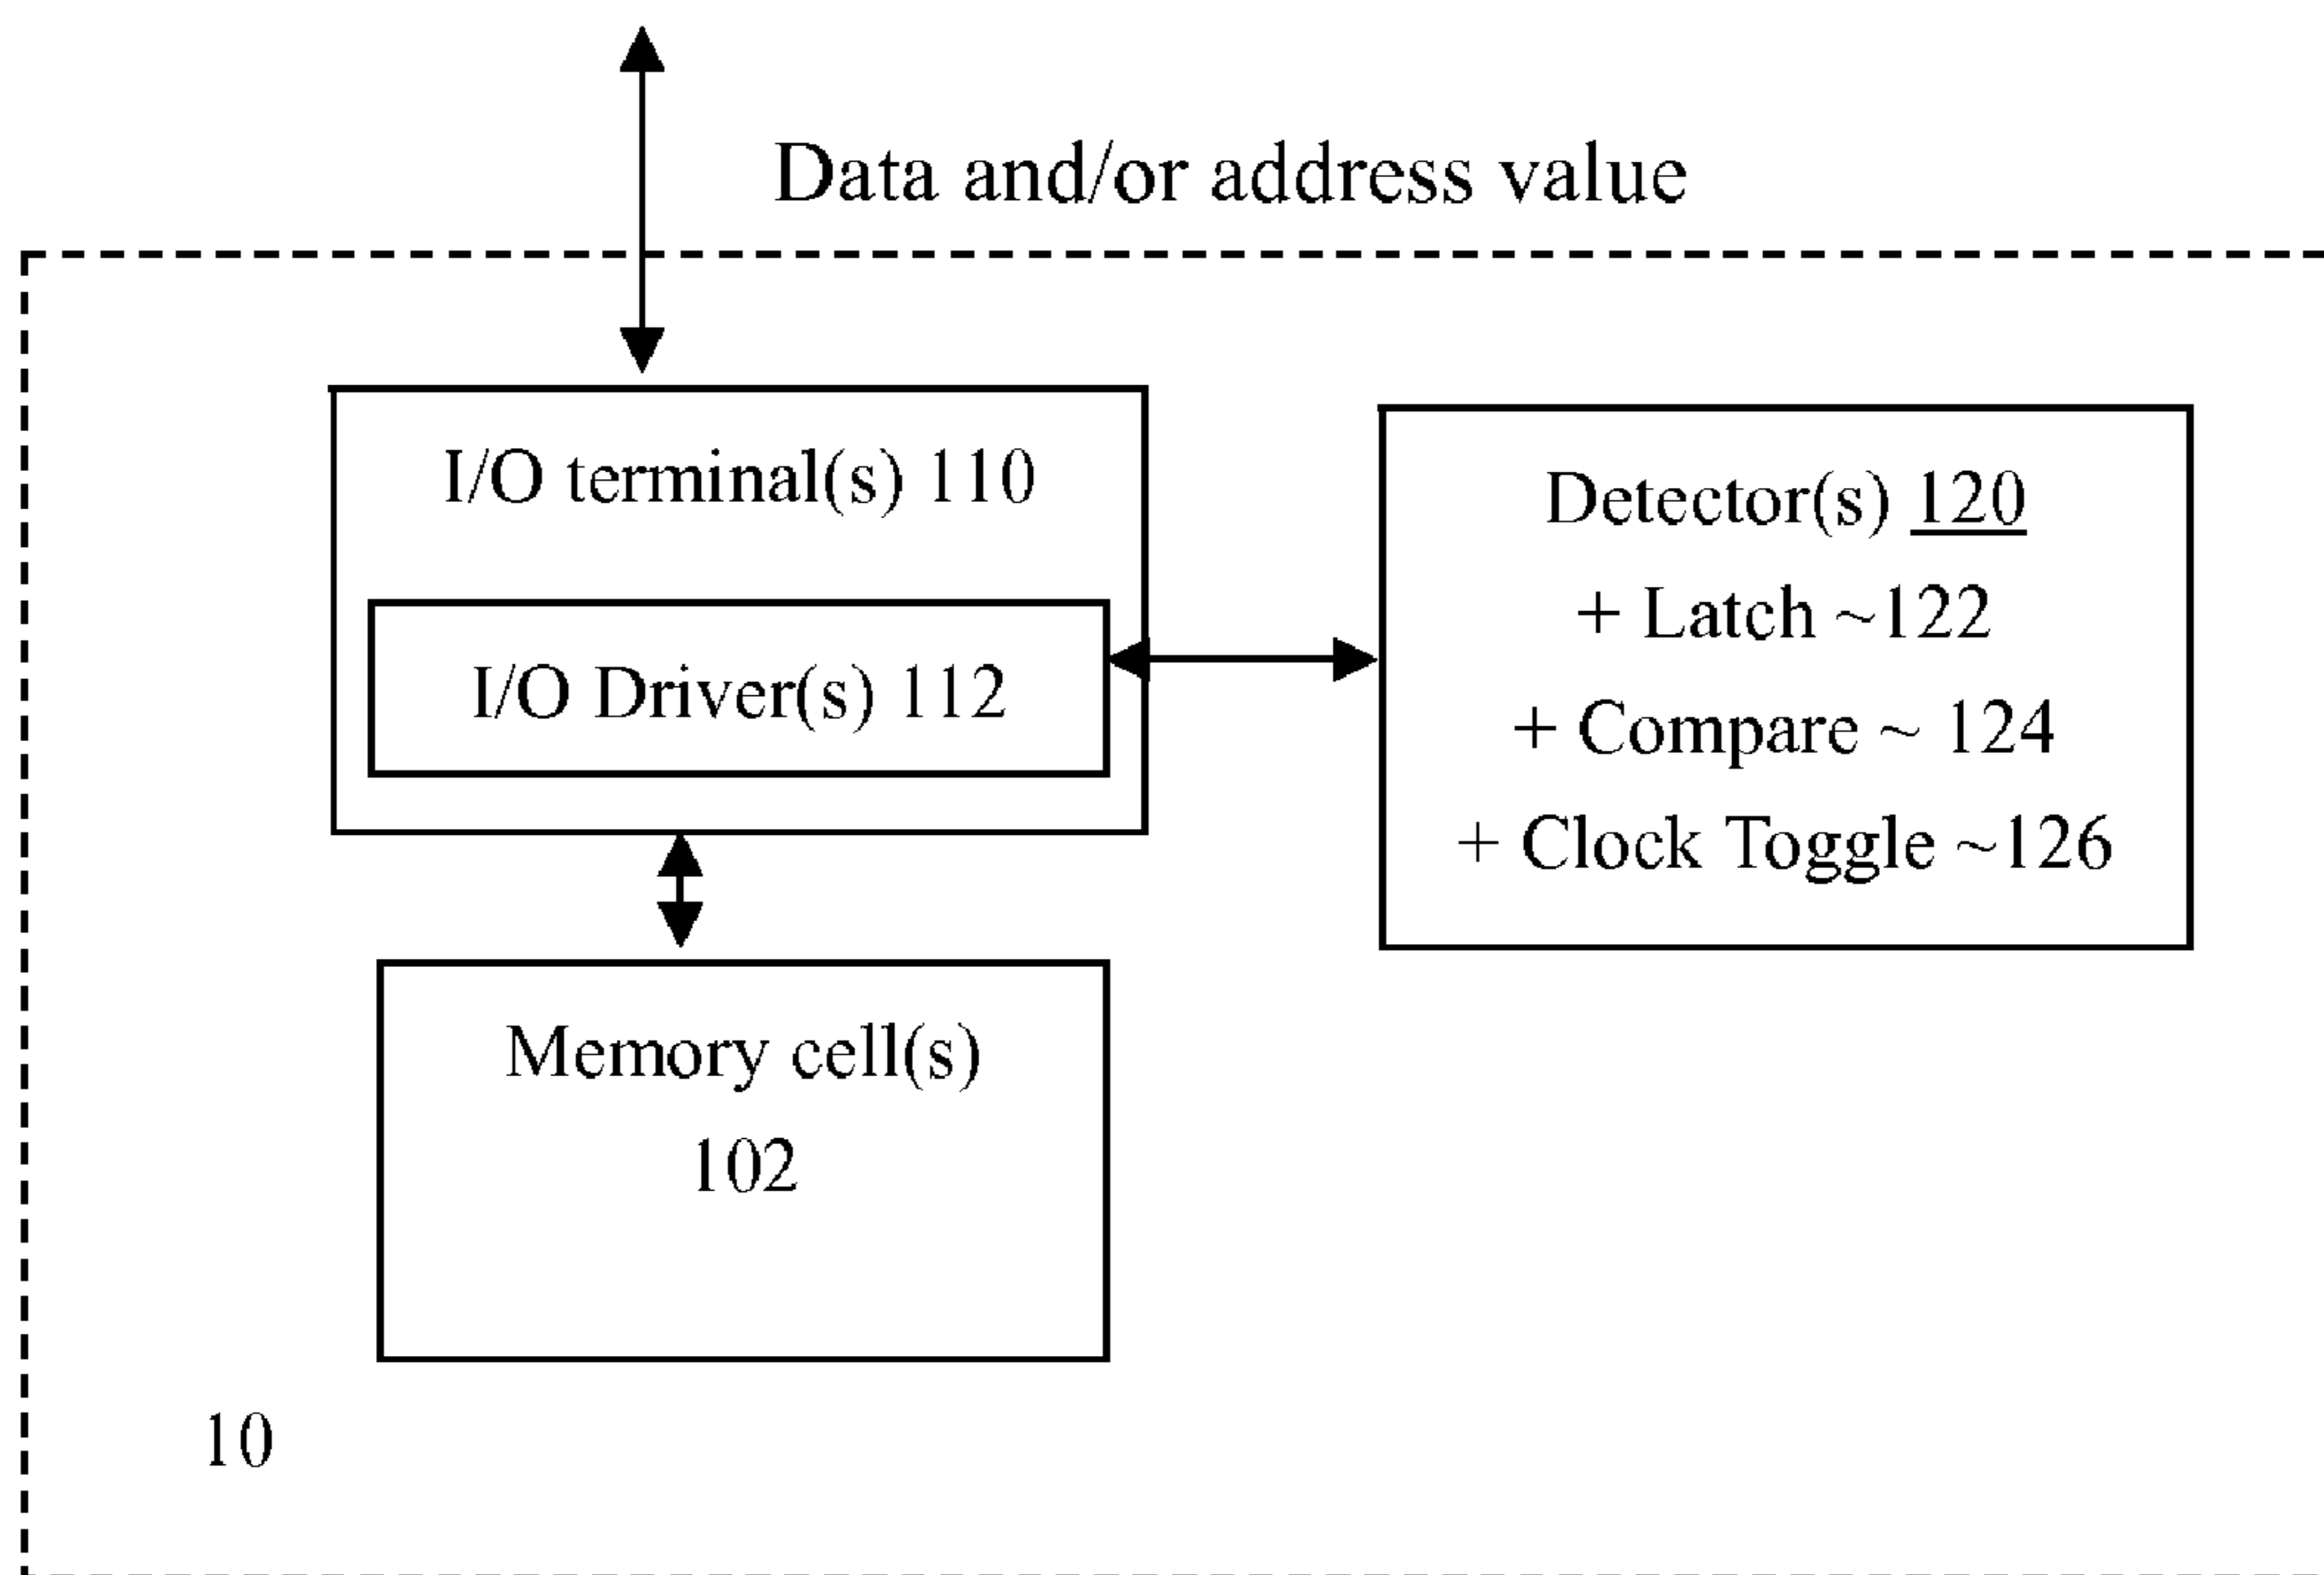 Data and/or address value
I/O terminal(s) 110
I/O Driver(s) 112
Detector(s) 120
+ Latch ~122
+ Compare ~ 124
+ Clock Toggle ~126
Memory cell(s)
102
10